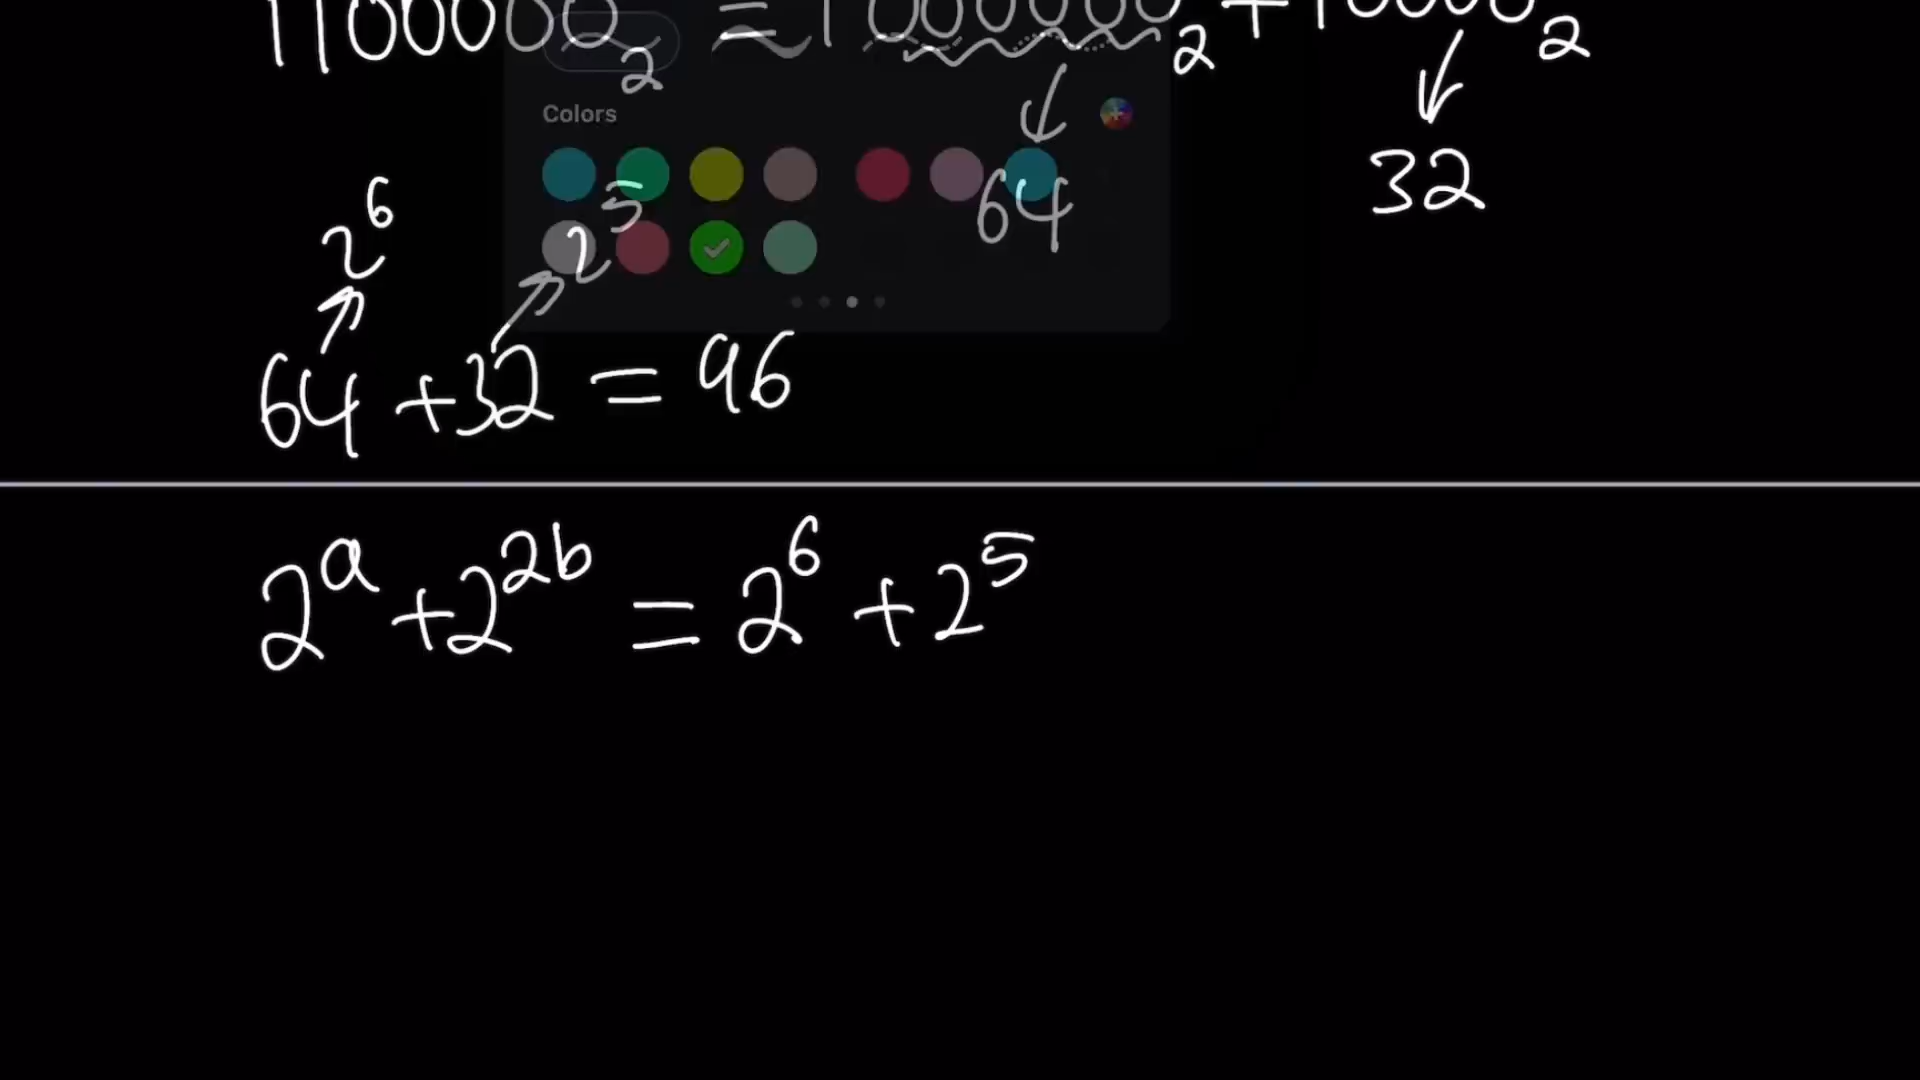 1100000₂ = 1000000₂ + 100000₂
Colors
64
32
2⁶
2⁵
64 + 32 = 96
2ᵃ + 2²ᵇ = 2⁶ + 2⁵